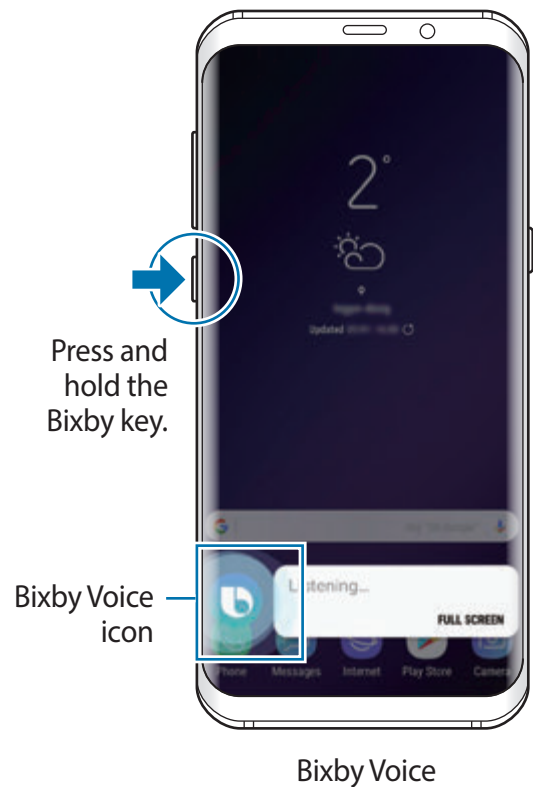 2°
Updated
Press and
hold the
Bixby key.
Listening...
FULL SCREEN
Bixby Voice
icon
Phone
Messages
Internet
Play Store
Camera
Bixby Voice